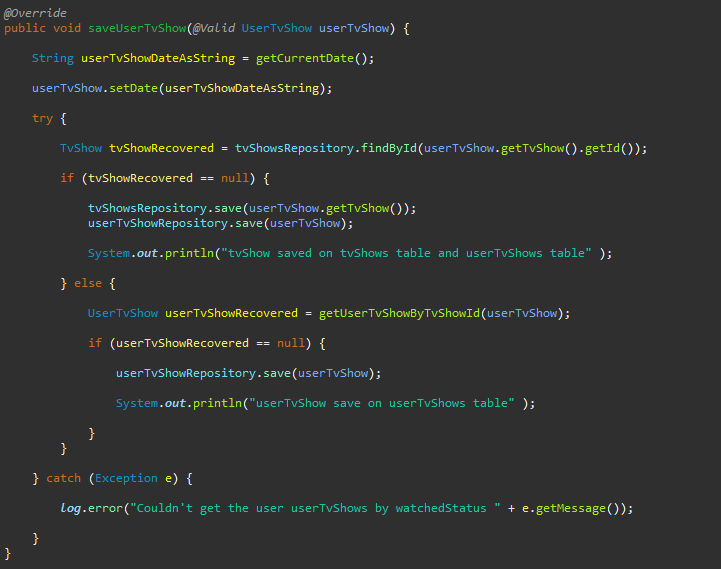 @Override
public void saveUserTvShow(@Valid UserTvShow userTvShow) {
String userTvShowDateAsString = getCurrentDate();
userTvShow.setDate(userTvShowDateAsString);
try {
TvShow tvShowRecovered = tvShowsRepository.findById(userTvShow.getTvShow().getId());
if (tvShowRecovered == null) {
tvShowsRepository.save(userTvShow.getTvShow());
userTvShowRepository.save(userTvShow);
System.out.println("tvShow saved on tvShows table and userTvShows table" );
} else {
UserTvShow userTvShowRecovered = getUserTvShowByTvShowId(userTvShow);
if (userTvShowRecovered == null) {
userTvShowRepository.save(userTvShow);
System.out.println("userTvShow save on userTvShows table" );
}
}
} catch (Exception e) {
log.error("Couldn't get the user userTvShows by watchedStatus " + e.getMessage());
}
}